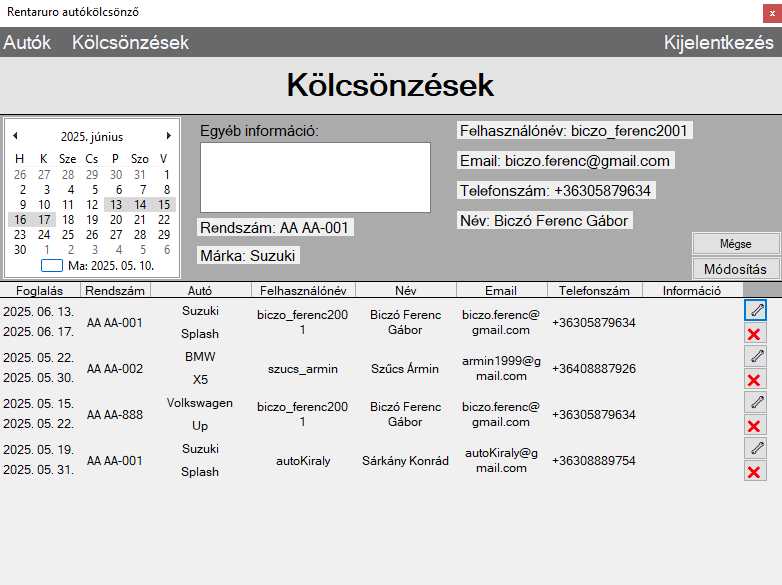 Rentaruro autókölcsönző
Autók Kölcsönzések Kijelentkezés
Kölcsönzések
2025. június
H K Sze Cs P Szo V
26 27 28 29 30 31 1
2 3 4 5 6 7 8
9 10 11 12 13 14 15
16 17 18 19 20 21 22
23 24 25 26 27 28 29
30 1 2 3 4 5 6
Ma: 2025. 05. 10.
Egyéb információ:
Rendszám: AA AA-001
Márka: Suzuki
Felhasználónév: biczo_ferenc2001
Email: biczo.ferenc@gmail.com
Telefonszám: +36305879634
Név: Biczó Ferenc Gábor
Mégse
Módosítás
Foglalás Rendszám Autó Felhasználónév Név Email Telefonszám Információ
2025. 06. 13.
2025. 06. 17.
AA AA-001
Suzuki
Splash
biczo_ferenc200
1
Biczó Ferenc
Gábor
biczo.ferenc@
gmail.com
+36305879634
2025. 05. 22.
2025. 05. 30.
AA AA-002
BMW
X5
szucs_armin
Szűcs Ármin
armin1999@g
mail.com
+36408887926
2025. 05. 15.
2025. 05. 22.
AA AA-888
Volkswagen
Up
biczo_ferenc200
1
Biczó Ferenc
Gábor
biczo.ferenc@
gmail.com
+36305879634
2025. 05. 19.
2025. 05. 31.
AA AA-001
Suzuki
Splash
autoKiraly
Sárkány Konrád
autoKiraly@g
mail.com
+36308889754